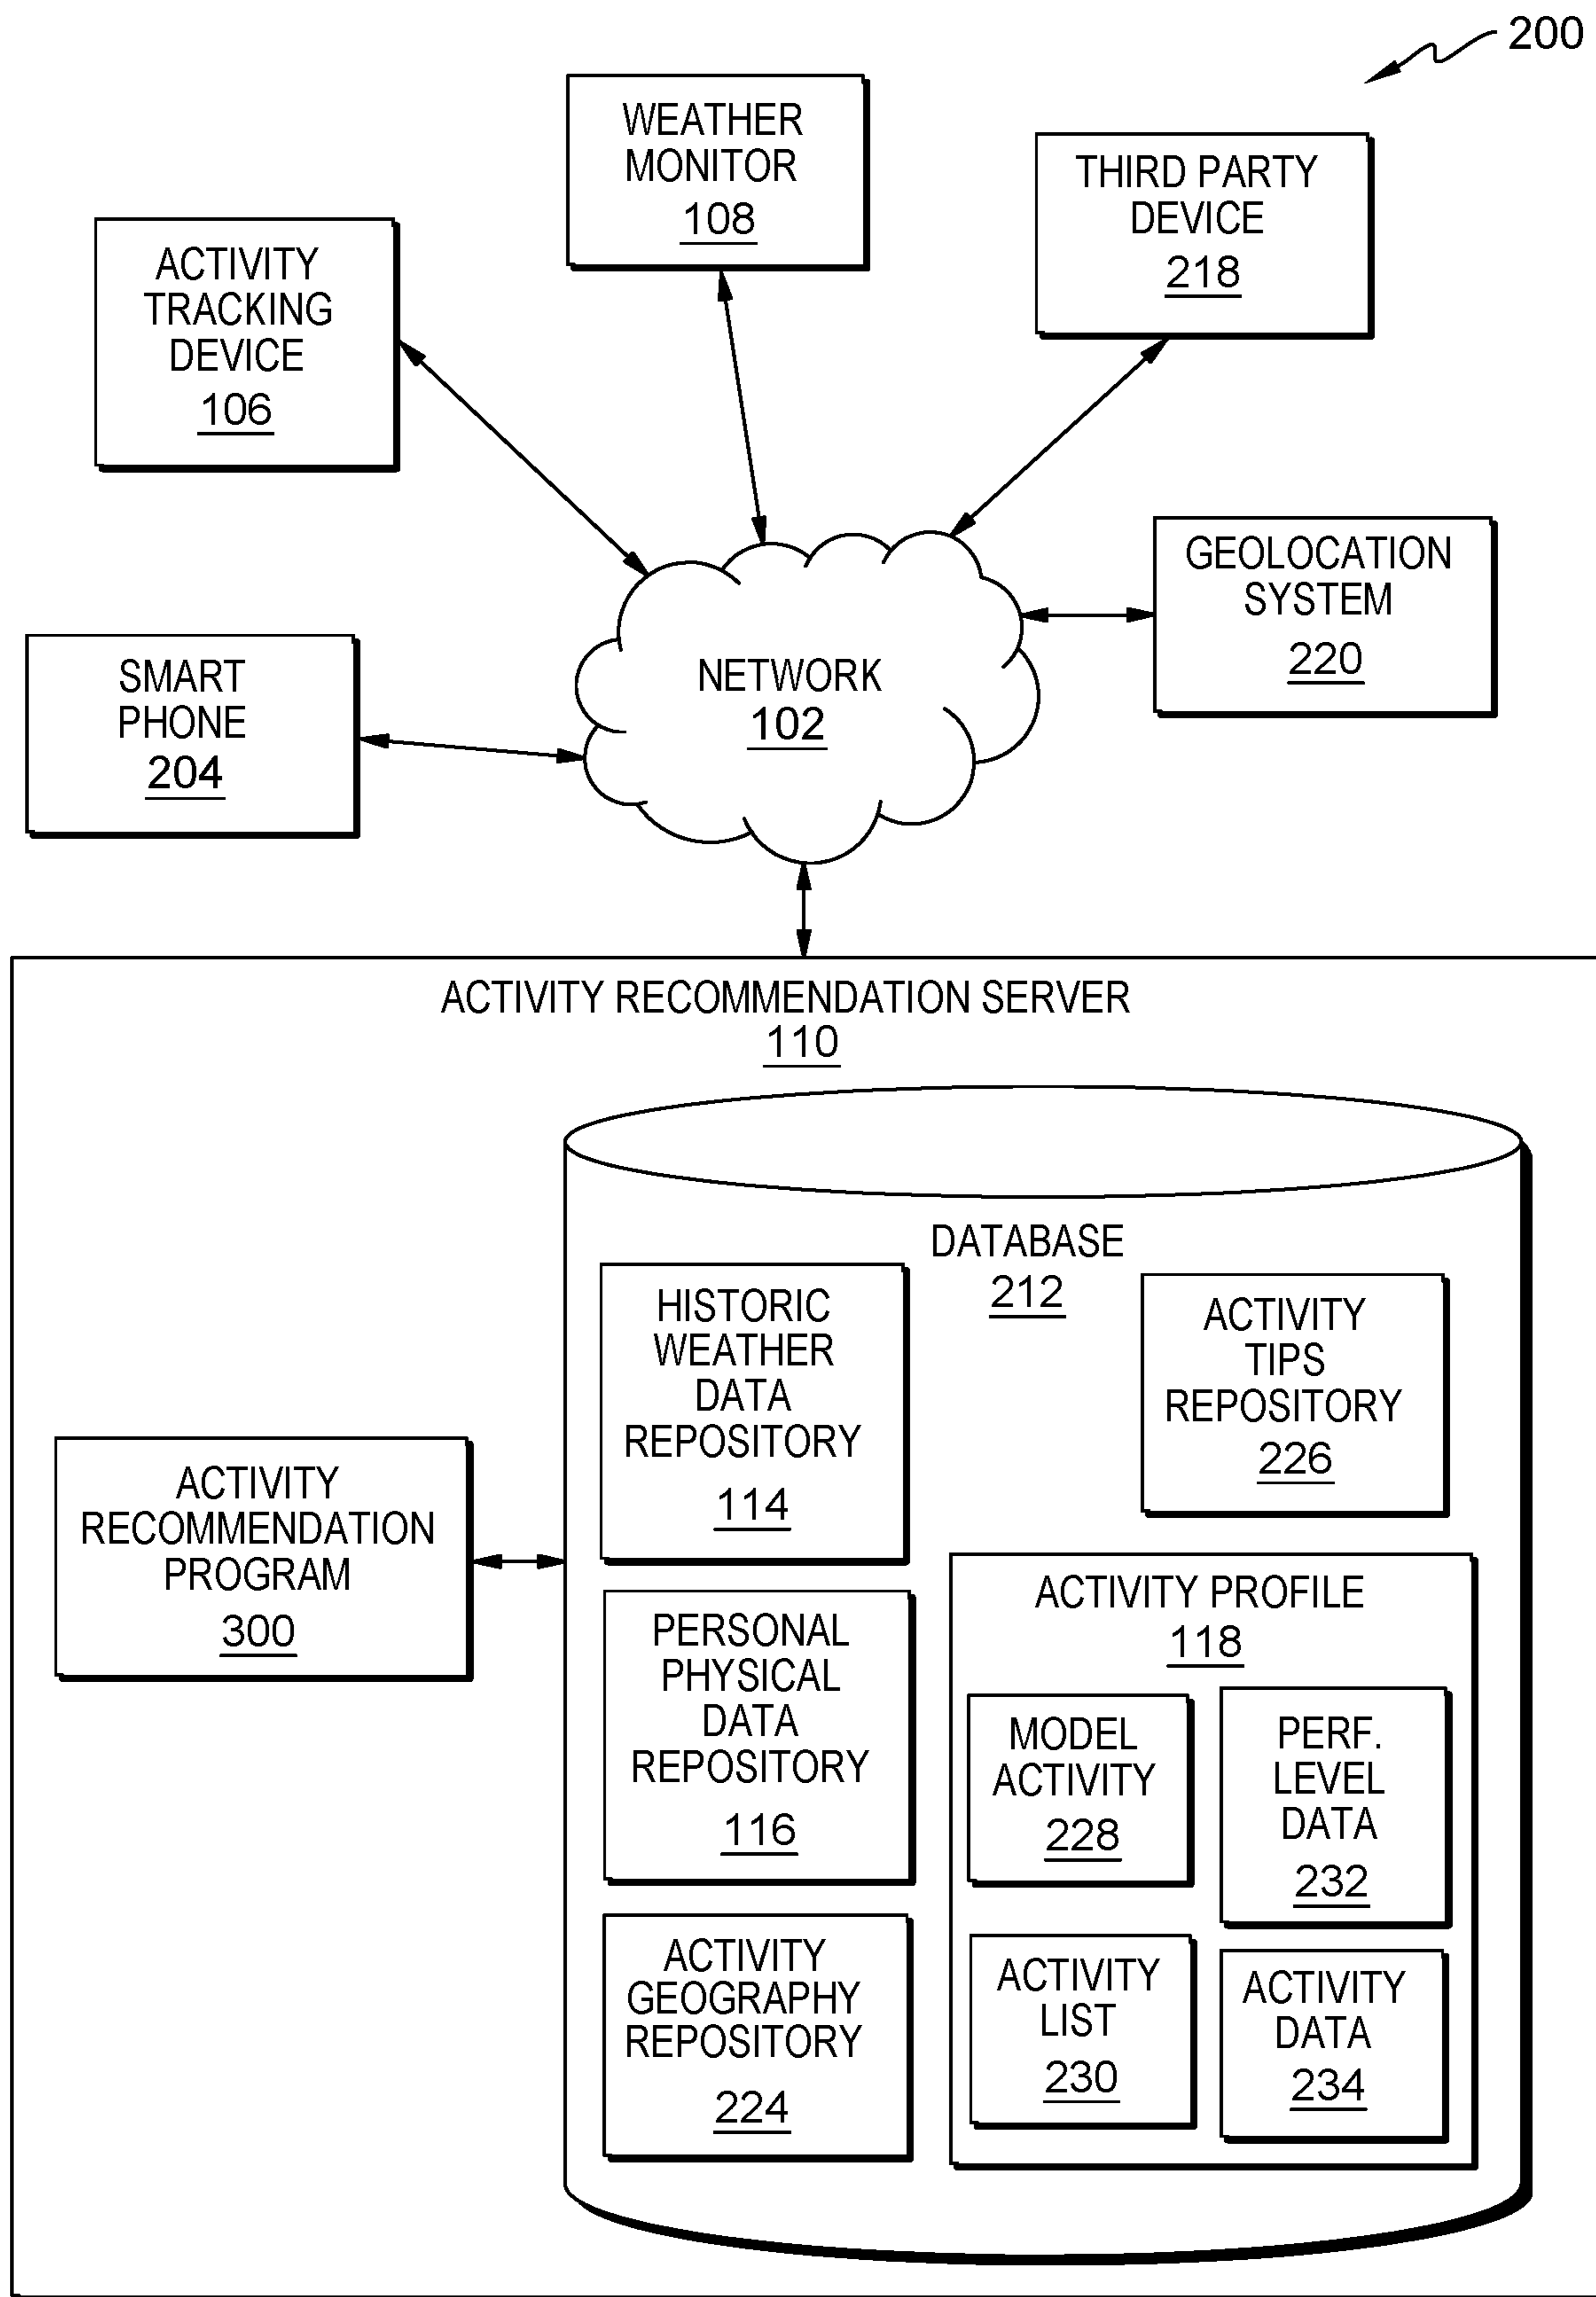 200
WEATHER
MONITOR
108
THIRD PARTY
DEVICE
218
ACTIVITY
TRACKING
DEVICE
106
GEOLOCATION
SYSTEM
220
SMART
PHONE
204
NETWORK
102
ACTIVITY RECOMMENDATION SERVER
110
DATABASE
212
HISTORIC
WEATHER
DATA
REPOSITORY
114
ACTIVITY
TIPS
REPOSITORY
226
ACTIVITY
RECOMMENDATION
PROGRAM
300
PERSONAL
PHYSICAL
DATA
REPOSITORY
116
ACTIVITY PROFILE
118
MODEL
ACTIVITY
228
PERF.
LEVEL
DATA
232
ACTIVITY
GEOGRAPHY
REPOSITORY
224
ACTIVITY
LIST
230
ACTIVITY
DATA
234